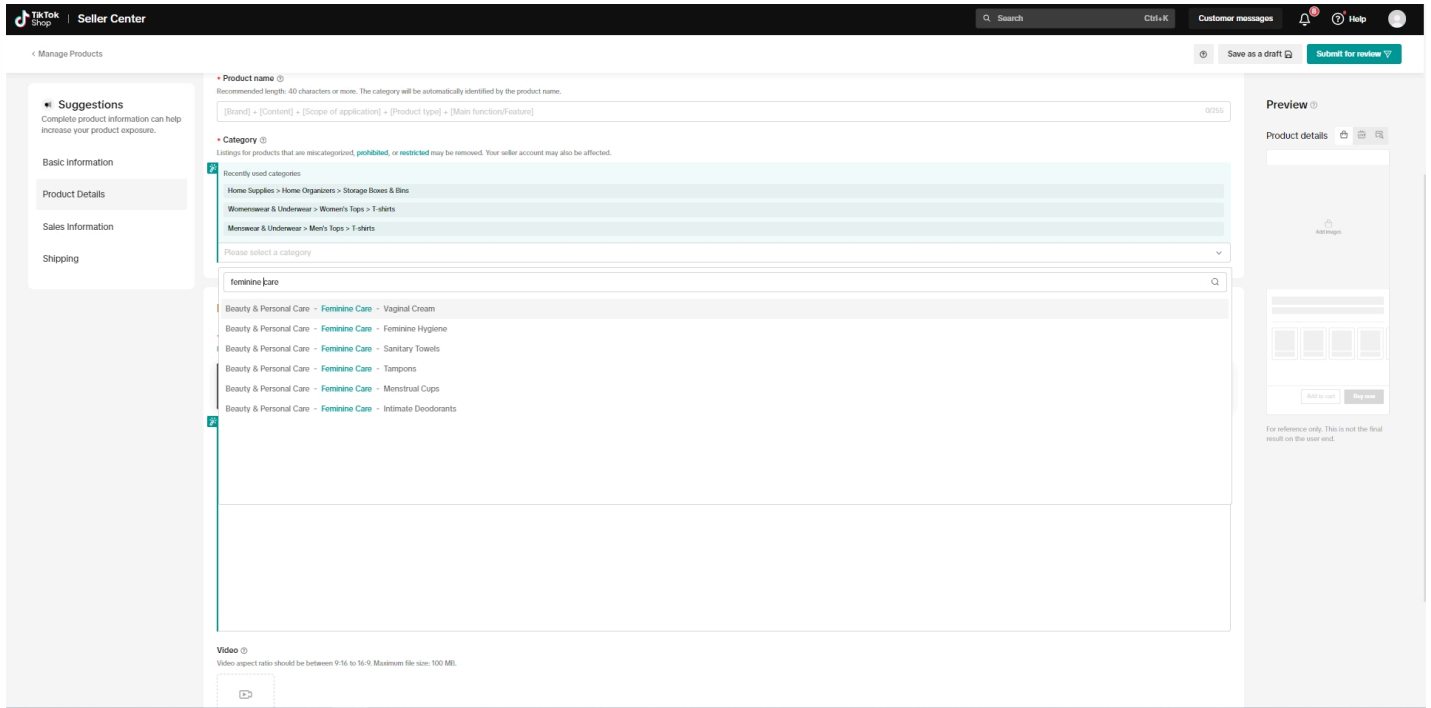 TikTok Shop | Seller Center
Search Ctrl+K
Customer messages
8
Help
< Manage Products
Save as a draft
Submit for review
Suggestions
Complete product information can help
increase your product exposure.
Basic information
Product Details
Sales Information
Shipping
• Product name
Recommended length: 40 characters or more. The category will be automatically identified by the product name.
[Brand] + [Content] + [Scope of application] + [Product type] + [Main function/Feature]
0/255
• Category
Listings for products that are miscategorized, prohibited, or restricted may be removed. Your seller account may also be affected.
Recently used categories
Home Supplies > Home Organizers > Storage Boxes & Bins
Womenswear & Underwear > Women's Tops > T-shirts
Menswear & Underwear > Men's Tops > T-shirts
Please select a category
feminine care
Beauty & Personal Care - Feminine Care - Vaginal Cream
Beauty & Personal Care - Feminine Care - Feminine Hygiene
Beauty & Personal Care - Feminine Care - Sanitary Towels
Beauty & Personal Care - Feminine Care - Tampons
Beauty & Personal Care - Feminine Care - Menstrual Cups
Beauty & Personal Care - Feminine Care - Intimate Deodorants
Video
Video aspect ratio should be between 9:16 to 16:9. Maximum file size: 100 MB.
Preview
Product details
Add images
Add to cart
Buy now
For reference only. This is not the final
result on the user end.